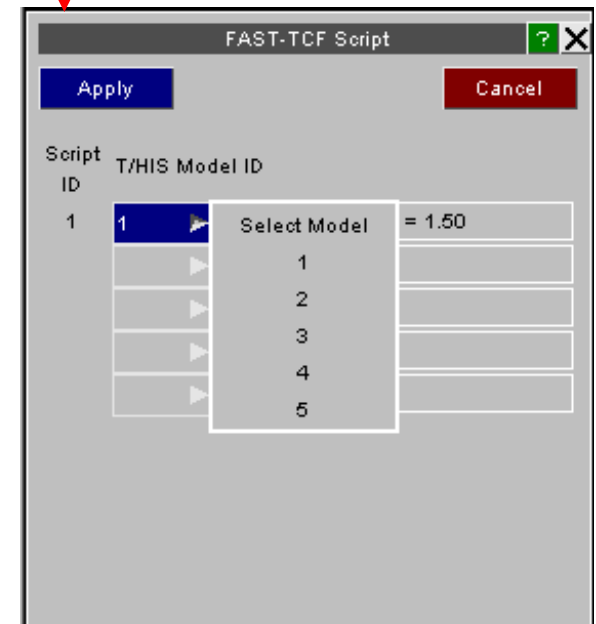 FAST-TCF Script
? X
Apply Cancel
Script ID T/HIS Model ID
1 1 Select Model = 1.50
1
2
3
4
5